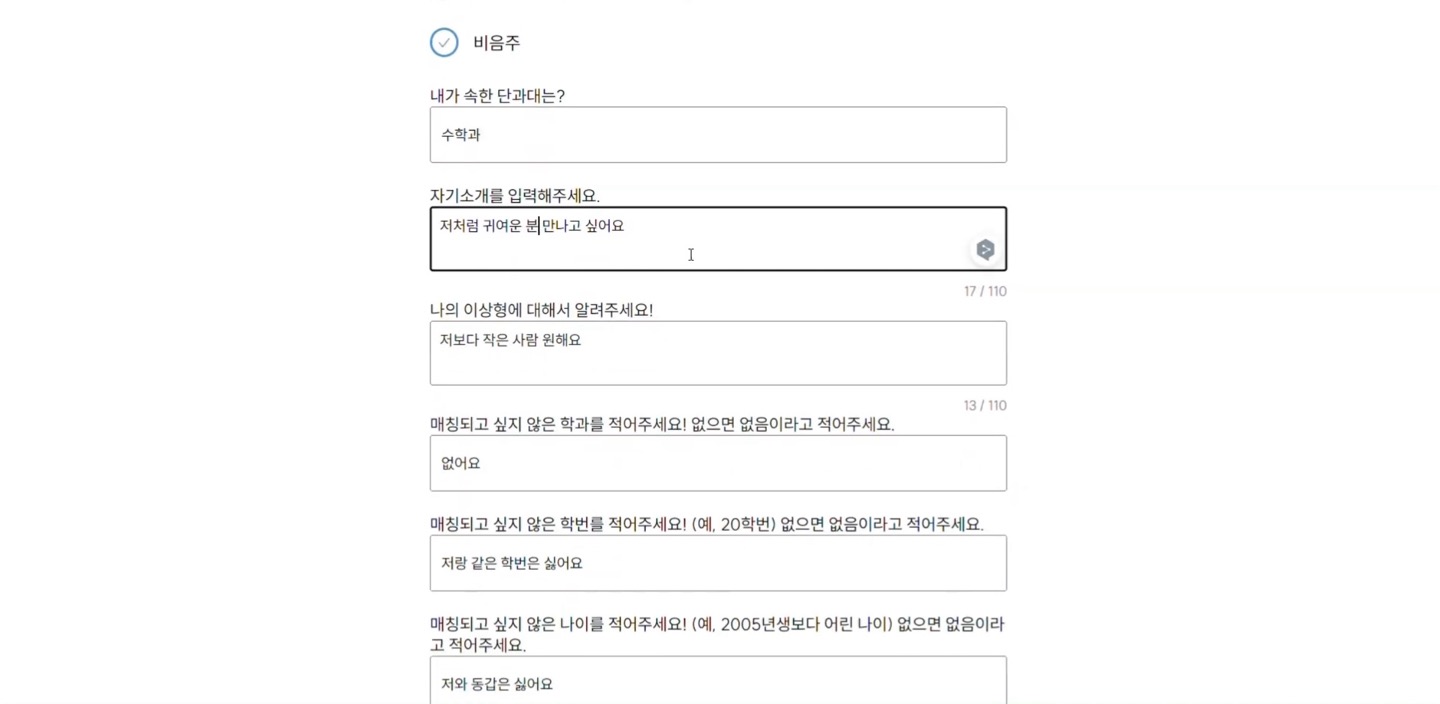 비음주
내가 속한 단과대는?
수학과
자기소개를 입력해주세요.
저처럼 귀여운 분만나고 싶어요
17 / 110
나의 이상형에 대해서 알려주세요!
저보다 작은 사람 원해요
13 / 110
매칭되고 싶지 않은 학과를 적어주세요! 없으면 없음이라고 적어주세요.
없어요
매칭되고 싶지 않은 학번를 적어주세요! (예, 20학번) 없으면 없음이라고 적어주세요.
저랑 같은 학번은 싫어요
매칭되고 싶지 않은 나이를 적어주세요! (예, 2005년생보다 어린 나이) 없으면 없음이라
고 적어주세요.
저와 동갑은 싫어요